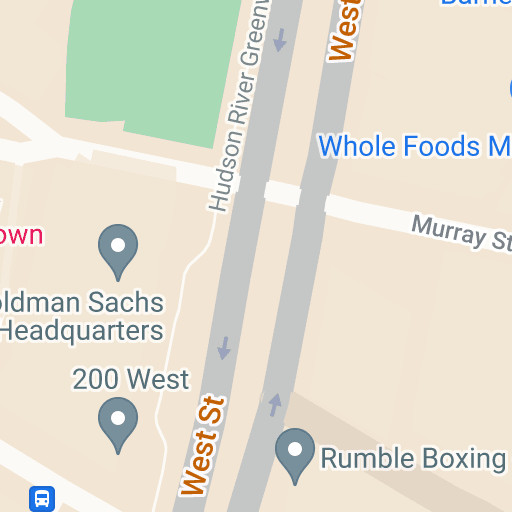 West
Hudson River Greenw
Whole Foods M
Murray St
own
oldman Sachs
Headquarters
200 West
West St
Rumble Boxing